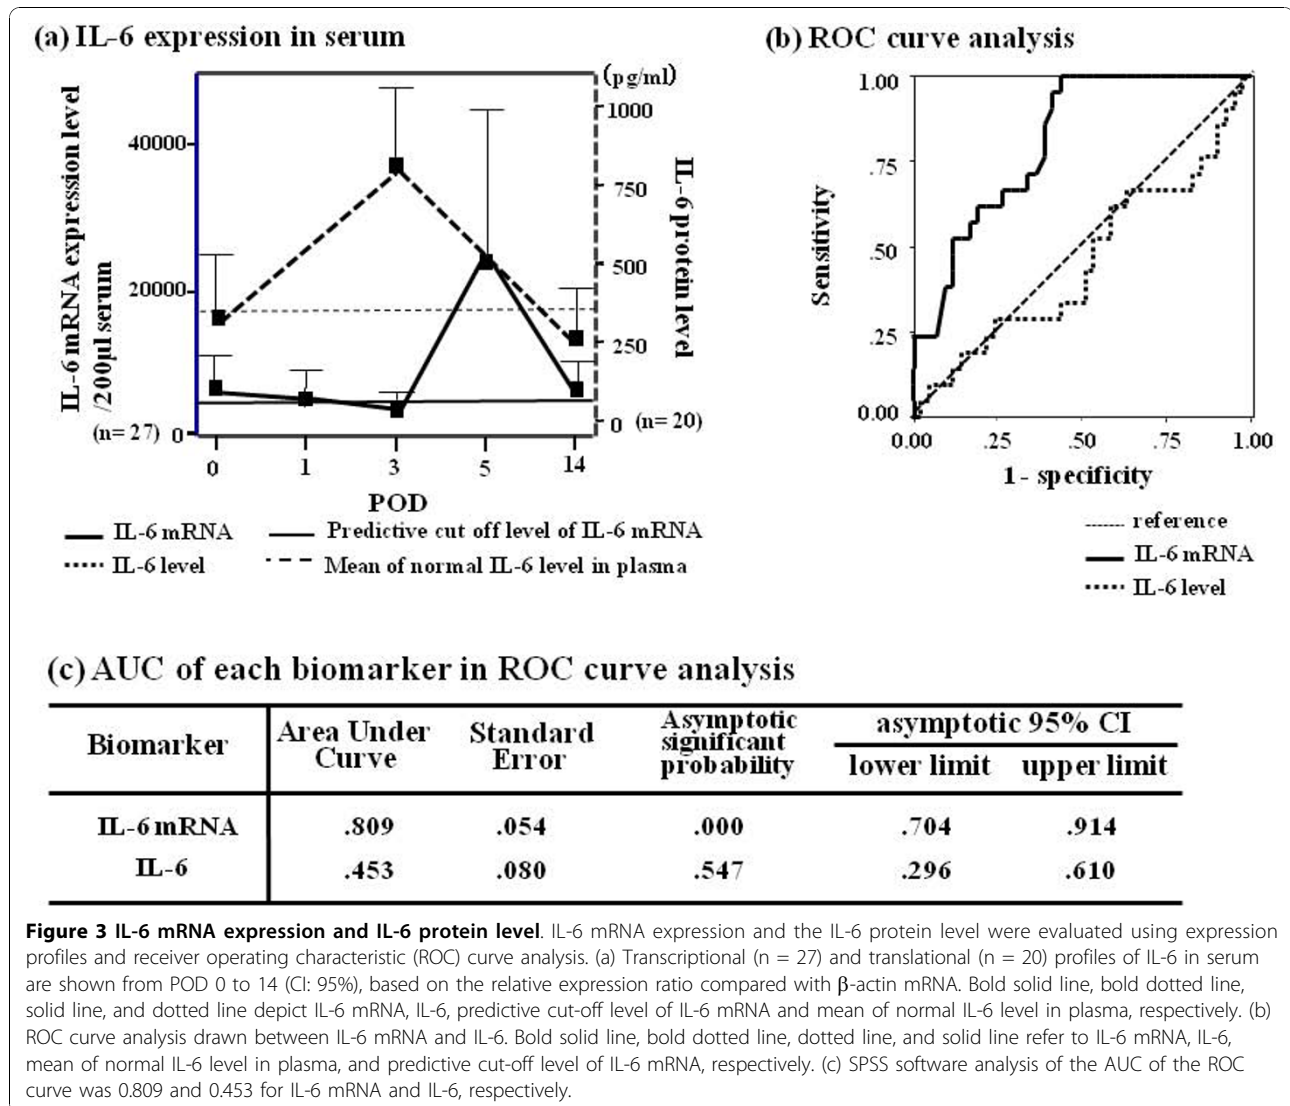 (a) IL-6 expression in serum
(pg/ml)
40000
20000
0
IL-6 mRNA expression level
/200µl serum
(n= 27)
1000
750
500
250
0
(n= 20)
IL-6 protein level
0 1 3 5 14
POD
IL-6 mRNA
Predictive cut off level of IL-6 mRNA
IL-6 level
Mean of normal IL-6 level in plasma
(b) ROC curve analysis
1.00
.75
.50
.25
0.00
Sensitivity
0.00 .25 .50 .75 1.00
1 - specificity
reference
IL-6 mRNA
IL-6 level
(c) AUC of each biomarker in ROC curve analysis
Biomarker
Area Under
Curve
Standard
Error
Asymptotic
significant
probability
asymptotic 95% CI
lower limit upper limit
IL-6 mRNA .809 .054 .000 .704 .914
IL-6 .453 .080 .547 .296 .610
Figure 3 IL-6 mRNA expression and IL-6 protein level. IL-6 mRNA expression and the IL-6 protein level were evaluated using expression
profiles and receiver operating characteristic (ROC) curve analysis. (a) Transcriptional (n = 27) and translational (n = 20) profiles of IL-6 in serum
are shown from POD 0 to 14 (CI: 95%), based on the relative expression ratio compared with β-actin mRNA. Bold solid line, bold dotted line,
solid line, and dotted line depict IL-6 mRNA, IL-6, predictive cut-off level of IL-6 mRNA and mean of normal IL-6 level in plasma, respectively. (b)
ROC curve analysis drawn between IL-6 mRNA and IL-6. Bold solid line, bold dotted line, dotted line, and solid line refer to IL-6 mRNA, IL-6,
mean of normal IL-6 level in plasma, and predictive cut-off level of IL-6 mRNA, respectively. (c) SPSS software analysis of the AUC of the ROC
curve was 0.809 and 0.453 for IL-6 mRNA and IL-6, respectively.